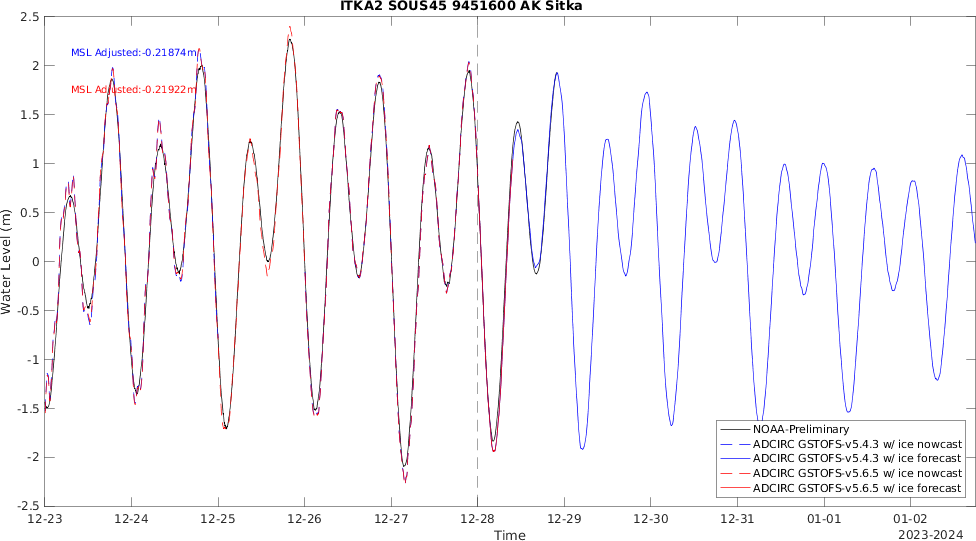 ITKA2 SOUS45 9451600 AK Sitka
MSL Adjusted:-0.21874m
MSL Adjusted:-0.21922m
Water Level (m)
2.5
2
1.5
1
0.5
0
-0.5
-1
-1.5
-2
-2.5
NOAA-Preliminary
ADCIRC GSTOFS-v5.4.3 w/ ice nowcast
ADCIRC GSTOFS-v5.4.3 w/ ice forecast
ADCIRC GSTOFS-v5.6.5 w/ ice nowcast
ADCIRC GSTOFS-v5.6.5 w/ ice forecast
12-23 12-24 12-25 12-26 12-27 12-28 12-29 12-30 12-31 01-01 01-02
Time
2023-2024